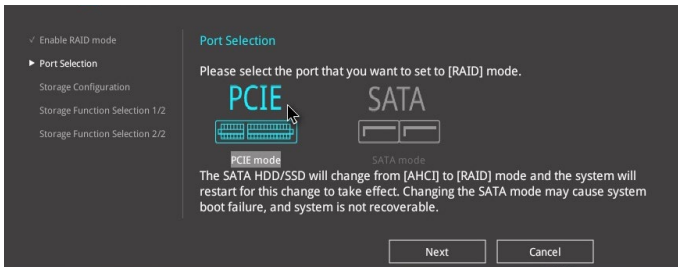 ✓ Enable RAID mode
► Port Selection
Storage Configuration
Storage Function Selection 1/2
Storage Function Selection 2/2
Port Selection
Please select the port that you want to set to [RAID] mode.
PCIE SATA
PCIE mode SATA mode
The SATA HDD/SSD will change from [AHCI] to [RAID] mode and the system will
restart for this change to take effect. Changing the SATA mode may cause system
boot failure, and system is not recoverable.
Next Cancel